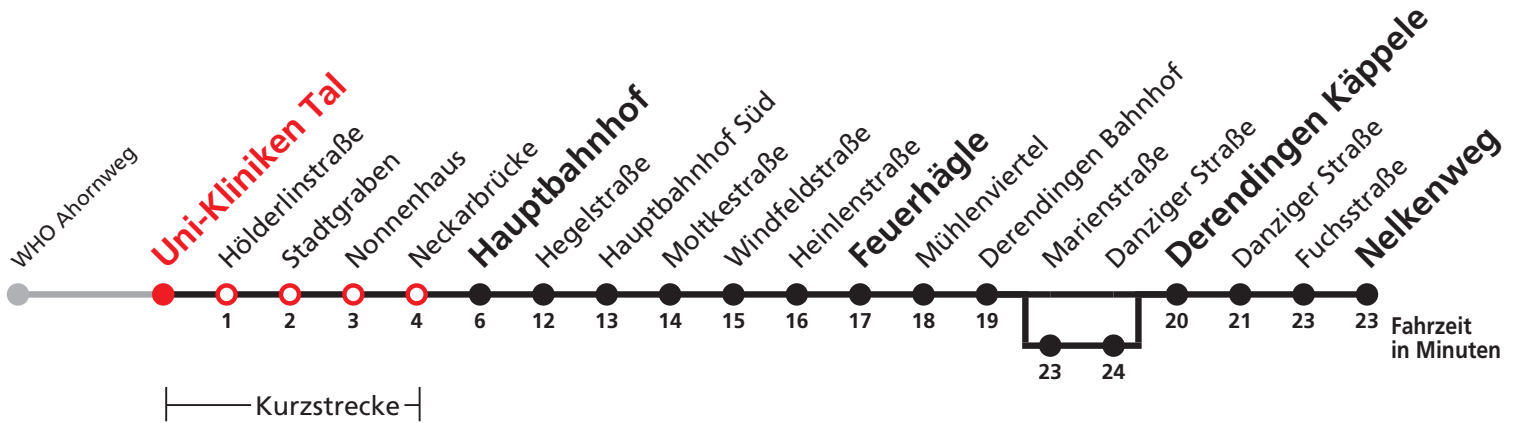 WHO Ahornweg
Uni-Kliniken Tal
Hölderlinstraße
Stadtgraben
Nonnenhaus
Neckarbrücke
Hauptbahnhof
Hegelstraße
Hauptbahnhof Süd
Moltkestraße
Windfeldstraße
Heinlenstraße
Feuerhägle
Mühlenviertel
Derendingen Bahnhof
Marienstraße
Danziger Straße
Derendingen Käppele
Danziger Straße
Fuchsstraße
Nelkenweg
1 2 3 4 6 12 13 14 15 16 17 18 19 20 21 23 23
23 24
Fahrzeit
in Minuten
Kurzstrecke